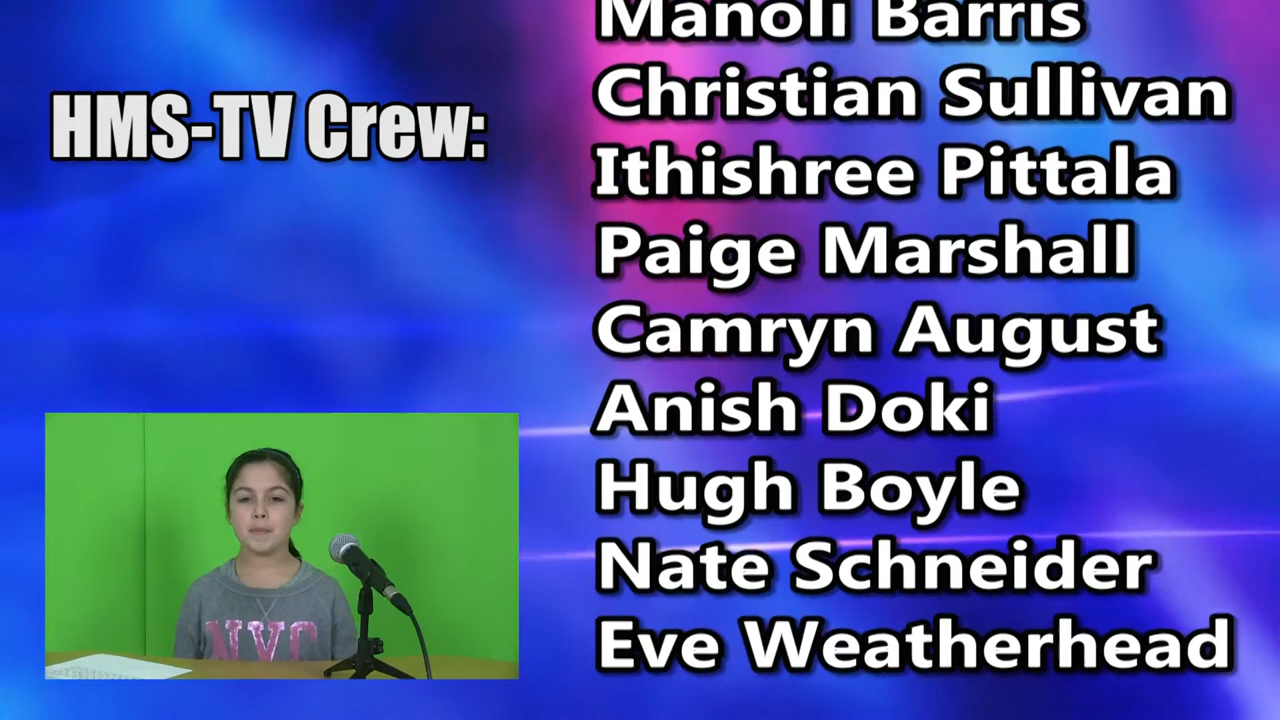 HMS-TV Crew:
Manoli Barris
Christian Sullivan
Ithishree Pittala
Paige Marshall
Camryn August
Anish Doki
Hugh Boyle
Nate Schneider
Eve Weatherhead
NYC